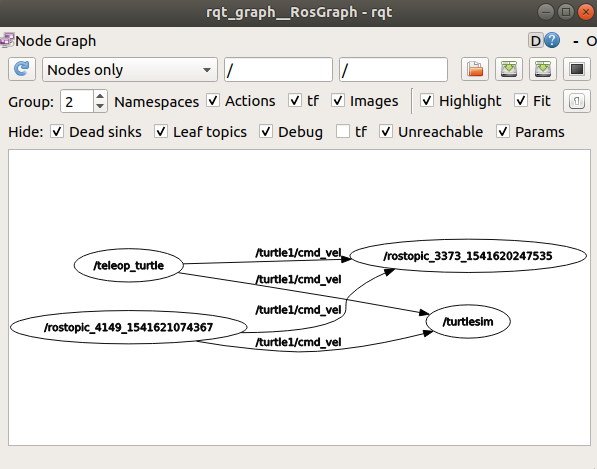 rqt_graph__RosGraph - rqt
Node Graph D ? - O
Nodes only / /
Group: 2 Namespaces Actions tf Images Highlight Fit
Hide: Dead sinks Leaf topics Debug tf Unreachable Params
/turtle1/cmd_vel
/rostopic_3373_1541620247535
/teleop_turtle
/turtle1/cmd_vel
/turtle1/cmd_vel
/turtlesim
/rostopic_4149_1541621074367
/turtle1/cmd_vel